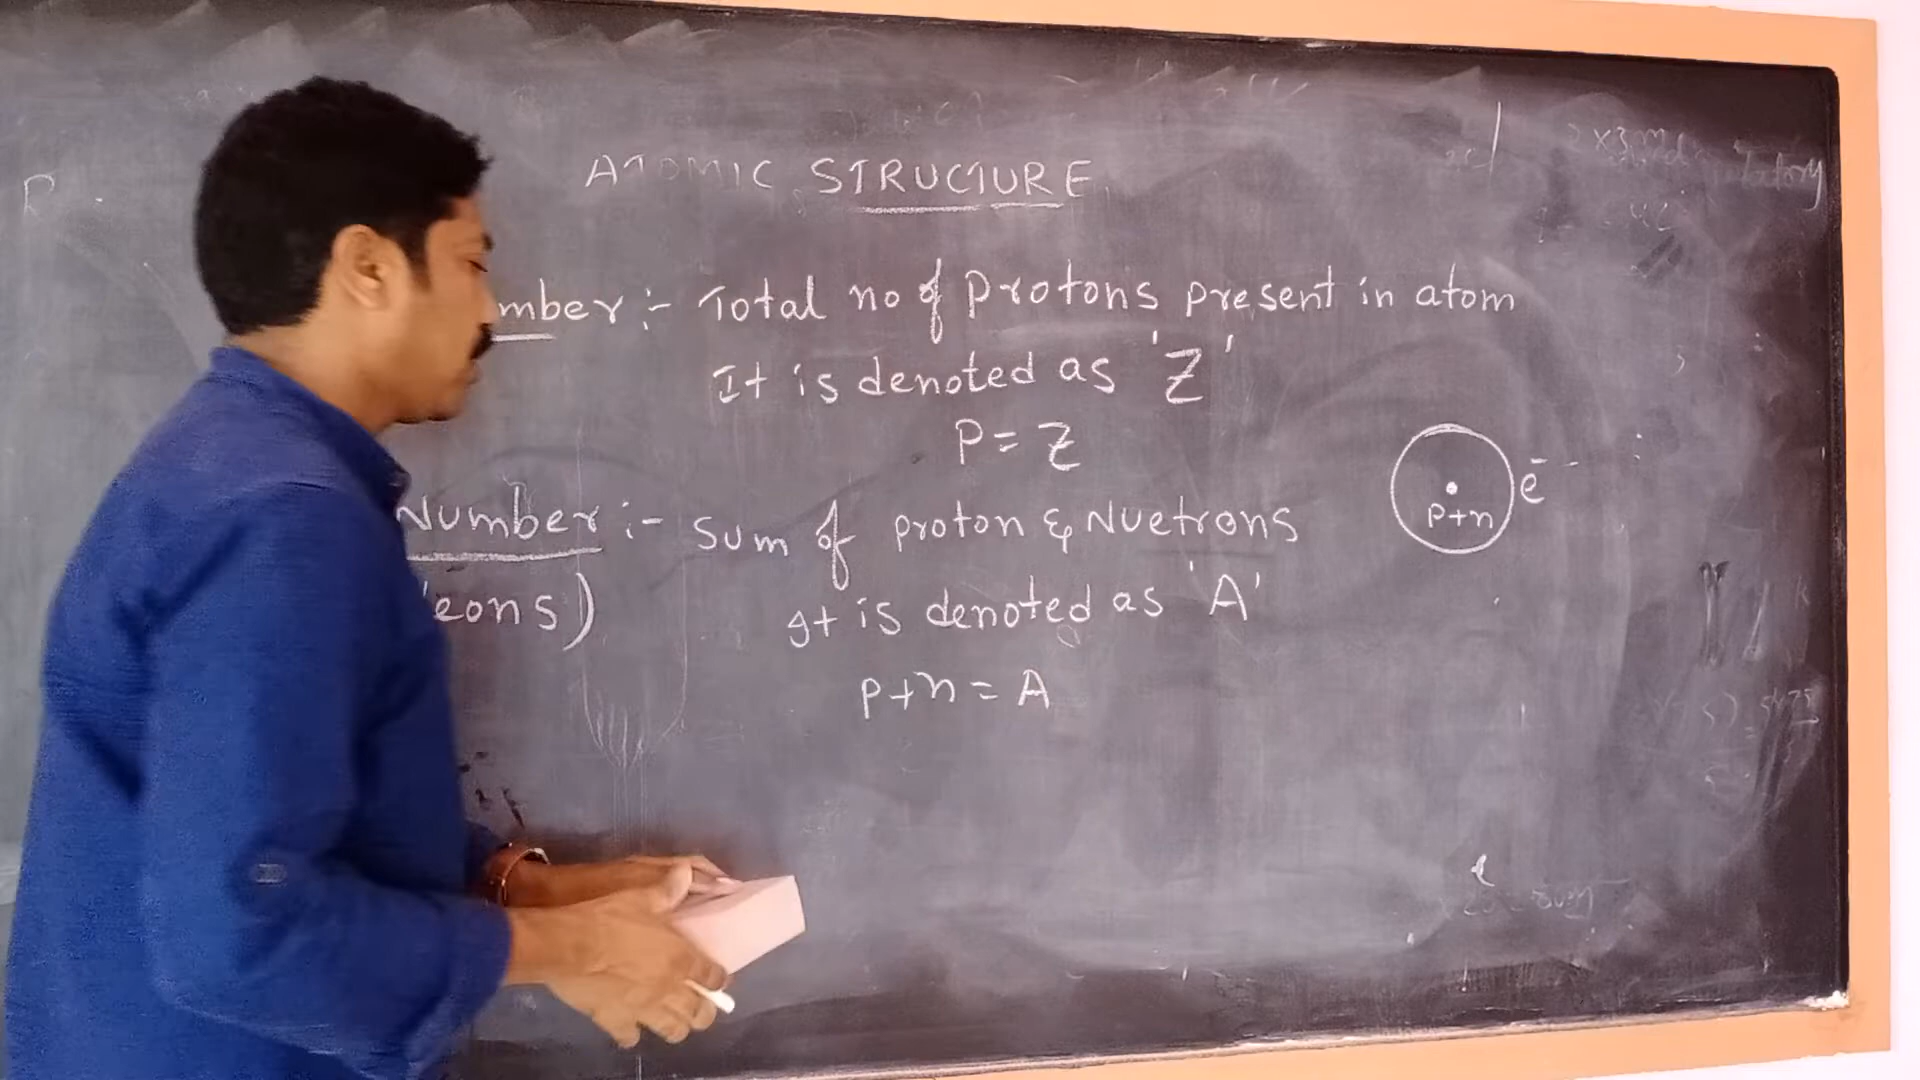 ATOMIC STRUCTURE
mber :- Total no of protons present in atom
It is denoted as 'Z'
P = Z
Number :- Sum of proton & Nuetrons
eons)
It is denoted as 'A'
p+n = A
e-
p+n